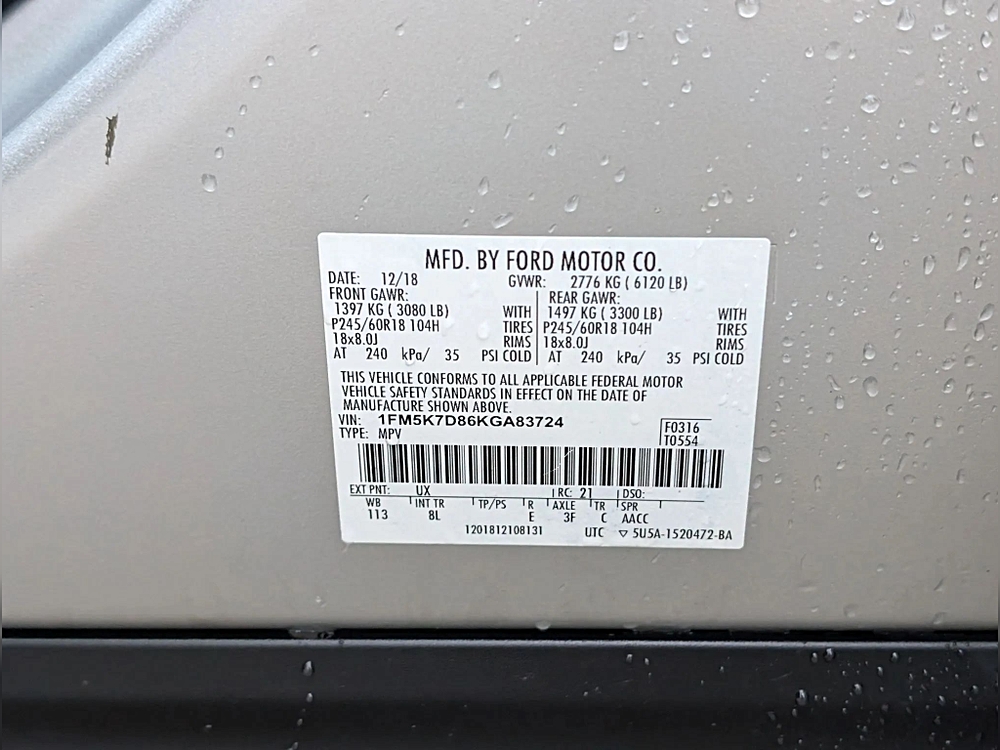 MFD. BY FORD MOTOR CO.
DATE: 12/18 GVWR: 2776 KG ( 6120 LB)
FRONT GAWR: REAR GAWR:
1397 KG ( 3080 LB) WITH 1497 KG ( 3300 LB) WITH
P245/60R18 104H TIRES P245/60R18 104H TIRES
18x8.0J RIMS 18x8.0J RIMS
AT 240 kPa/ 35 PSI COLD AT 240 kPa/ 35 PSI COLD
THIS VEHICLE CONFORMS TO ALL APPLICABLE FEDERAL MOTOR
VEHICLE SAFETY STANDARDS IN EFFECT ON THE DATE OF
MANUFACTURE SHOWN ABOVE.
VIN: 1FM5K7D86KGA83724 F0316
TYPE: MPV T0554
EXT PNT: UX RC: 21 DSO:
WB INT TR TP/PS R AXLE TR SPR
113 8L E 3F C AACC
1201812108131 UTC ▽ 5U5A-1520472-BA